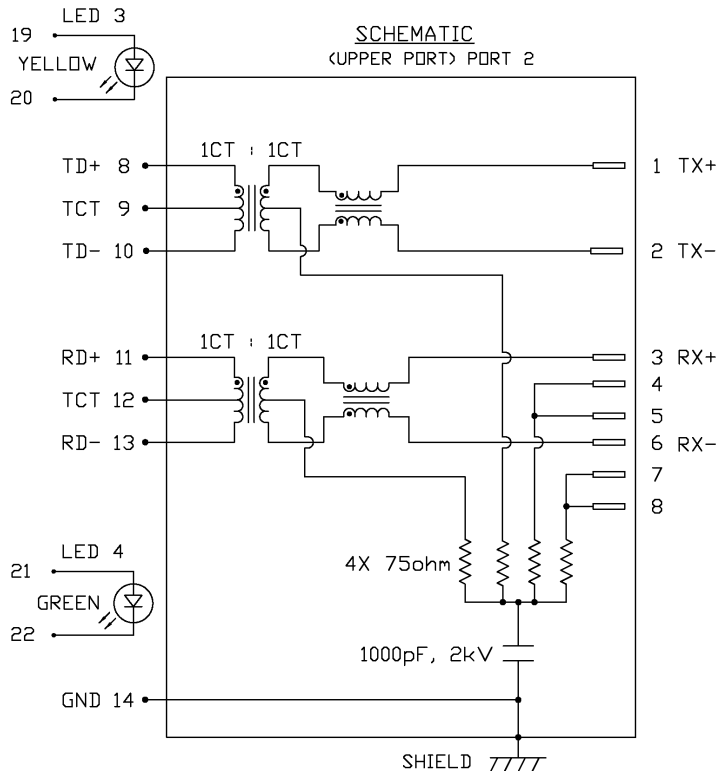 LED 3
19
SCHEMATIC
(UPPER PORT) PORT 2
YELLOW
20
1CT : 1CT
TD+ 8
1 TX+
TCT 9
TD- 10
2 TX-
1CT : 1CT
RD+ 11
3 RX+
4
TCT 12
5
RD- 13
6 RX-
7
8
LED 4
4X 75ohm
21
GREEN
22
1000pF, 2kV
GND 14
SHIELD